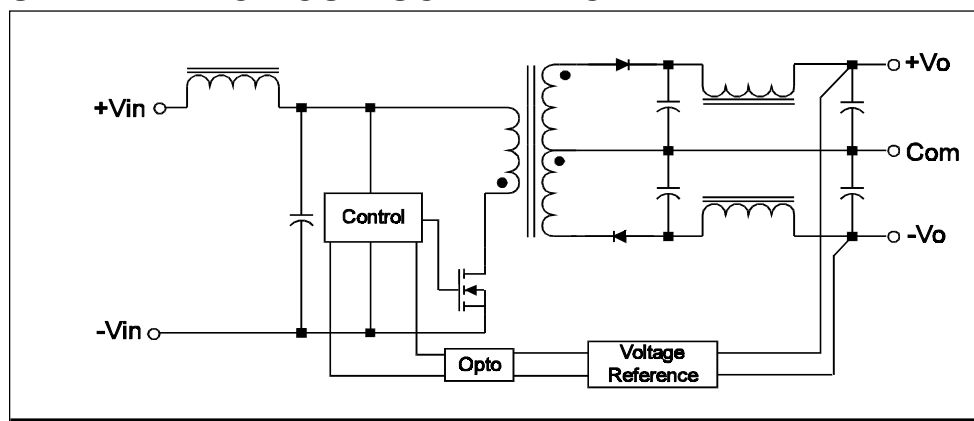 +Vin
+Vo
Com
Control
-Vo
-Vin
Opto
Voltage
Reference